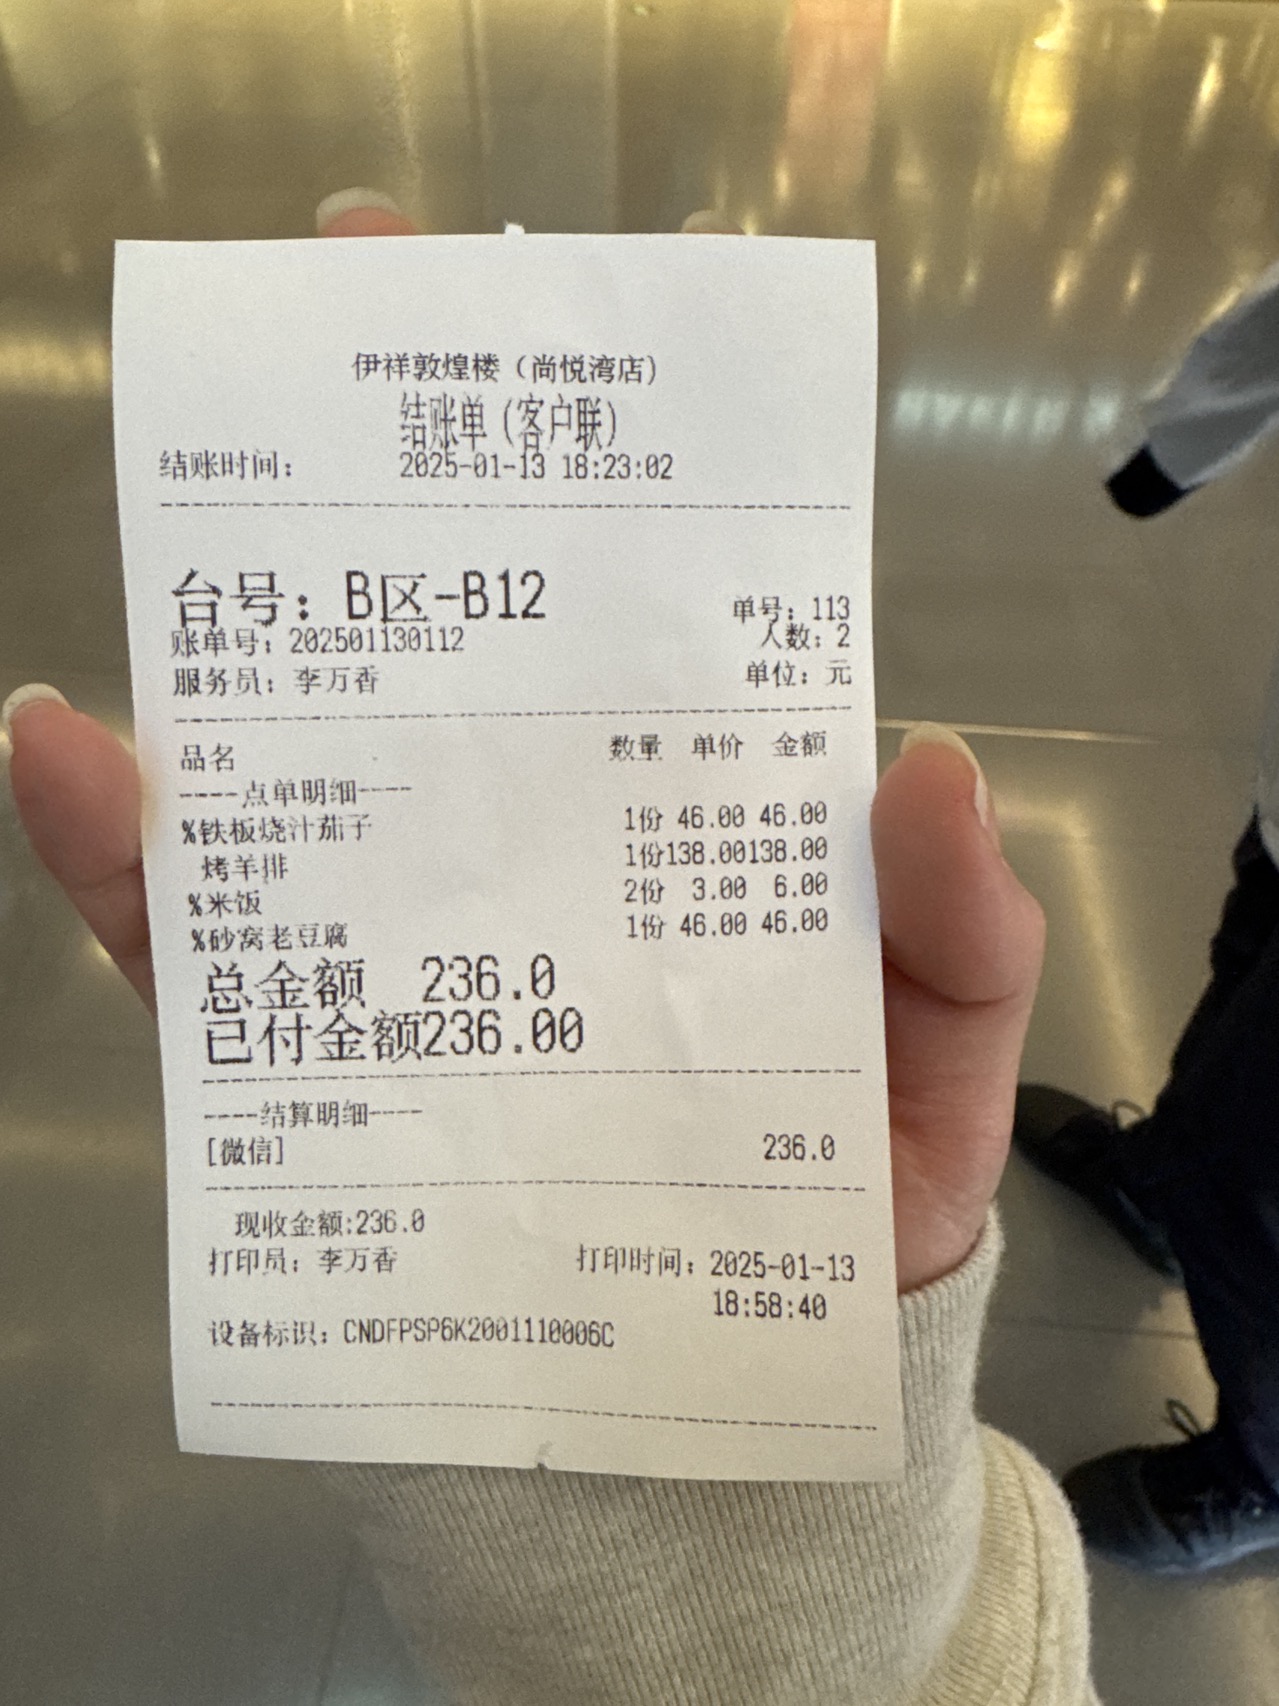 伊祥敦煌楼（尚悦湾店）
结账单（客户联）
结账时间： 2025-01-13 18:23:02
台号：B区-B12
单号：113
账单号：202501130112
人数：2
服务员：李万香
单位：元
品名 数量 单价 金额
----点单明细----
%铁板烧汁茄子 1份 46.00 46.00
烤羊排 1份138.00138.00
%米饭 2份 3.00 6.00
%砂窝老豆腐 1份 46.00 46.00
总金额 236.0
已付金额236.00
----结算明细----
[微信] 236.0
现收金额:236.0
打印员：李万香 打印时间：2025-01-13
18:58:40
设备标识：CNDFPSP6K2001110006C